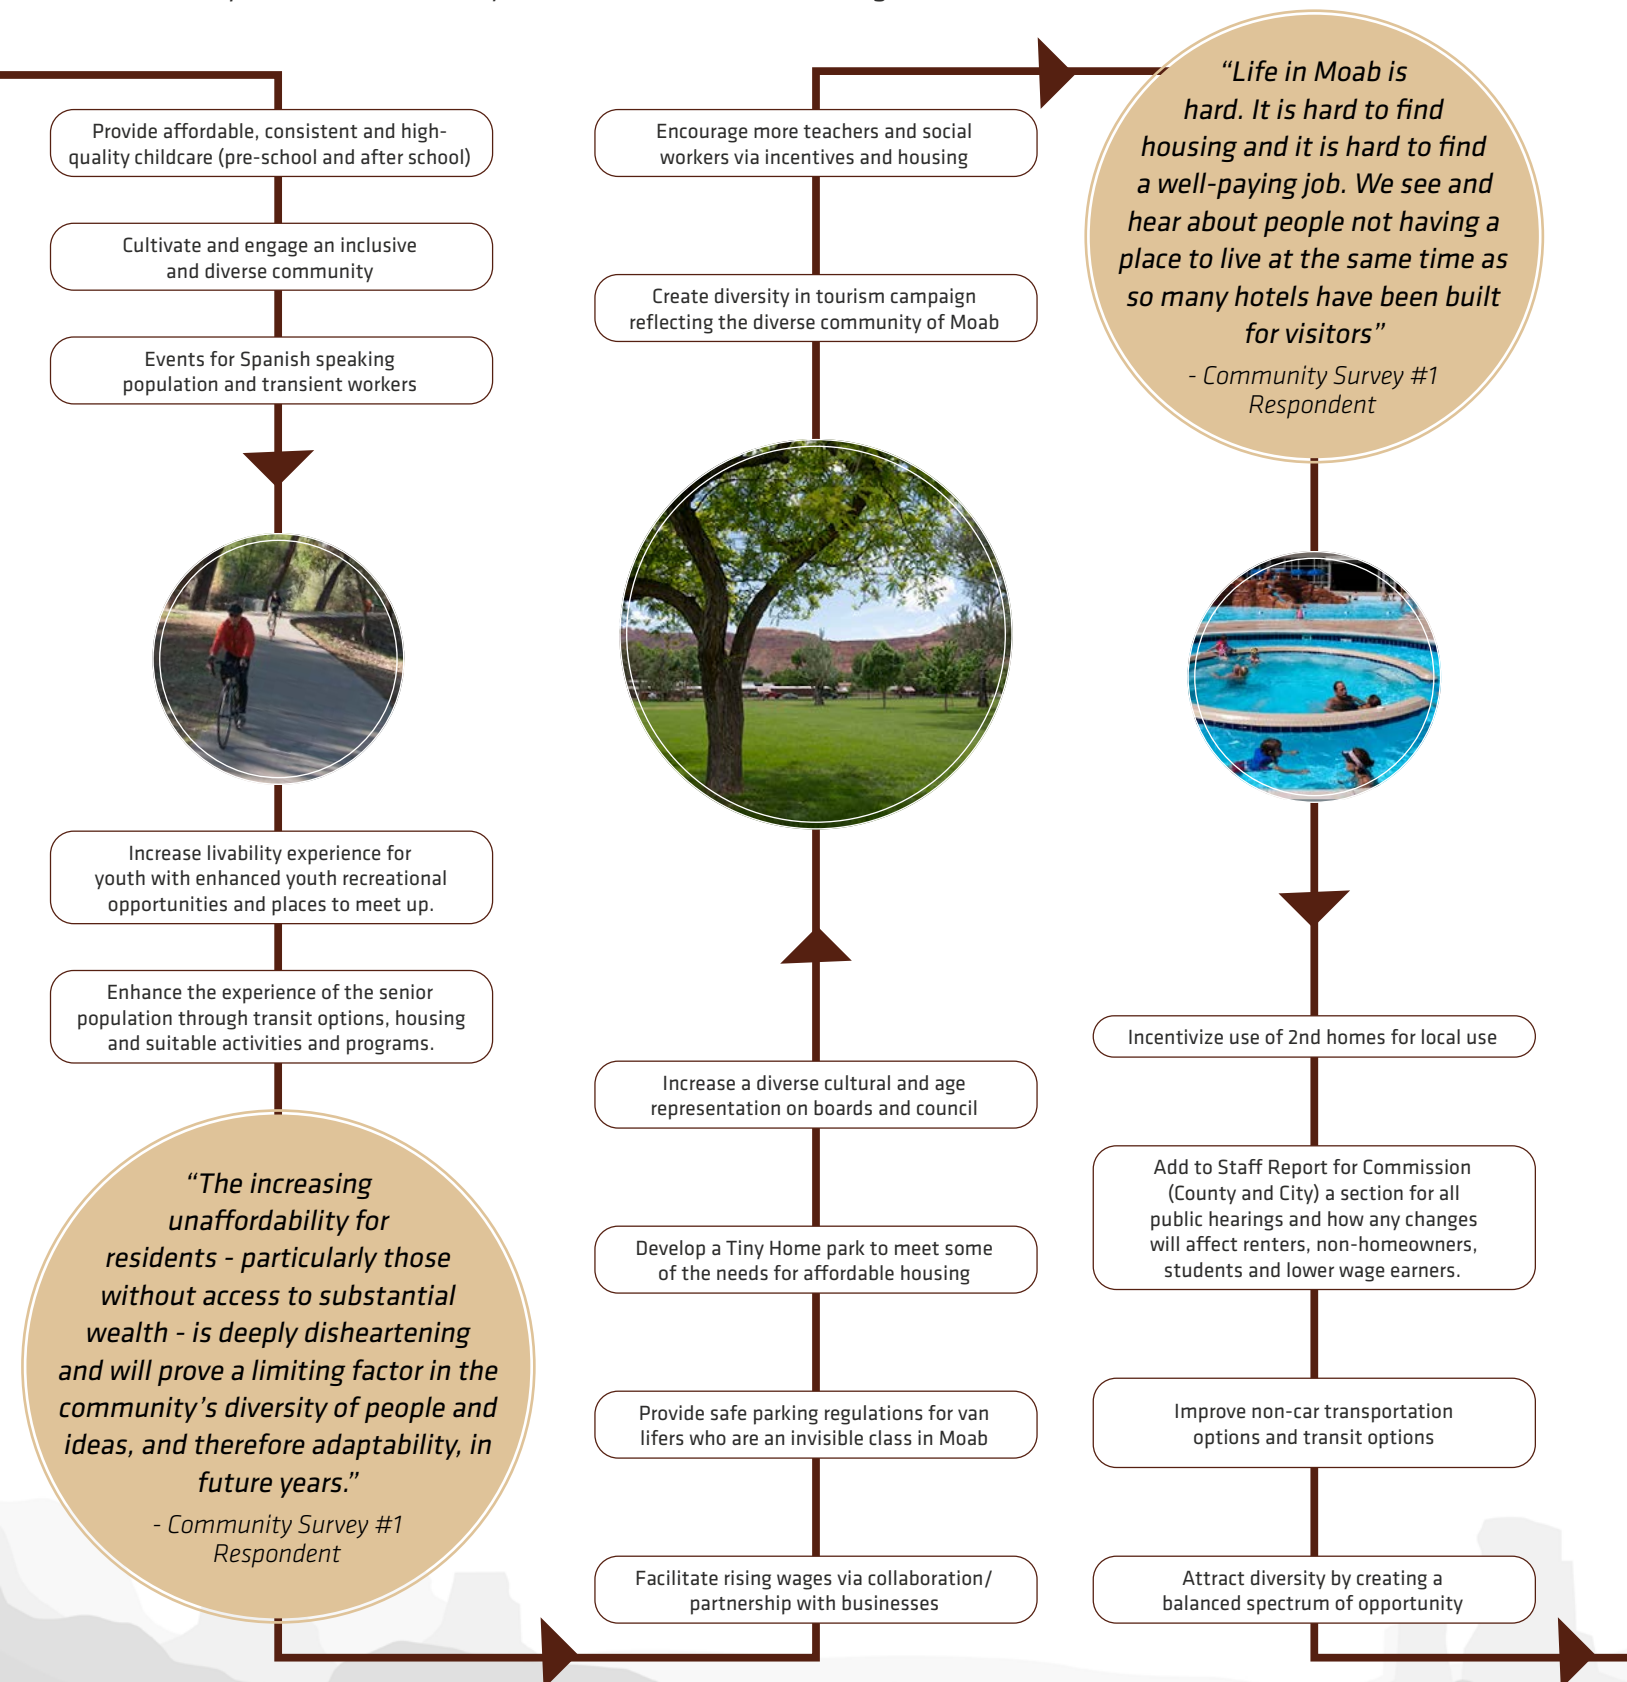 Provide affordable, consistent and high-
quality childcare (pre-school and after school)
Cultivate and engage an inclusive
and diverse community
Events for Spanish speaking
population and transient workers
Increase livability experience for
youth with enhanced youth recreational
opportunities and places to meet up.
Enhance the experience of the senior
population through transit options, housing
and suitable activities and programs.
“The increasing
unaffordability for
residents - particularly those
without access to substantial
wealth - is deeply disheartening
and will prove a limiting factor in the
community’s diversity of people and
ideas, and therefore adaptability, in
future years.”
- Community Survey #1
Respondent
Facilitate rising wages via collaboration/
partnership with businesses
Provide safe parking regulations for van
lifers who are an invisible class in Moab
Develop a Tiny Home park to meet some
of the needs for affordable housing
Increase a diverse cultural and age
representation on boards and council
Create diversity in tourism campaign
reflecting the diverse community of Moab
Encourage more teachers and social
workers via incentives and housing
“Life in Moab is
hard. It is hard to find
housing and it is hard to find
a well-paying job. We see and
hear about people not having a
place to live at the same time as
so many hotels have been built
for visitors”
- Community Survey #1
Respondent
Incentivize use of 2nd homes for local use
Add to Staff Report for Commission
(County and City) a section for all
public hearings and how any changes
will affect renters, non-homeowners,
students and lower wage earners.
Improve non-car transportation
options and transit options
Attract diversity by creating a
balanced spectrum of opportunity